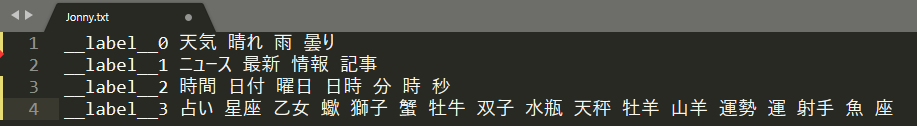 Jonny.txt
1 __label__0 天気 晴れ 雨 曇り
2 __label__1 ニュース 最新 情報 記事
3 __label__2 時間 日付 曜日 日時 分 時 秒
4 __label__3 占い 星座 乙女 蠍 獅子 蟹 牡牛 双子 水瓶 天秤 牡羊 山羊 運勢 運 射手 魚 座